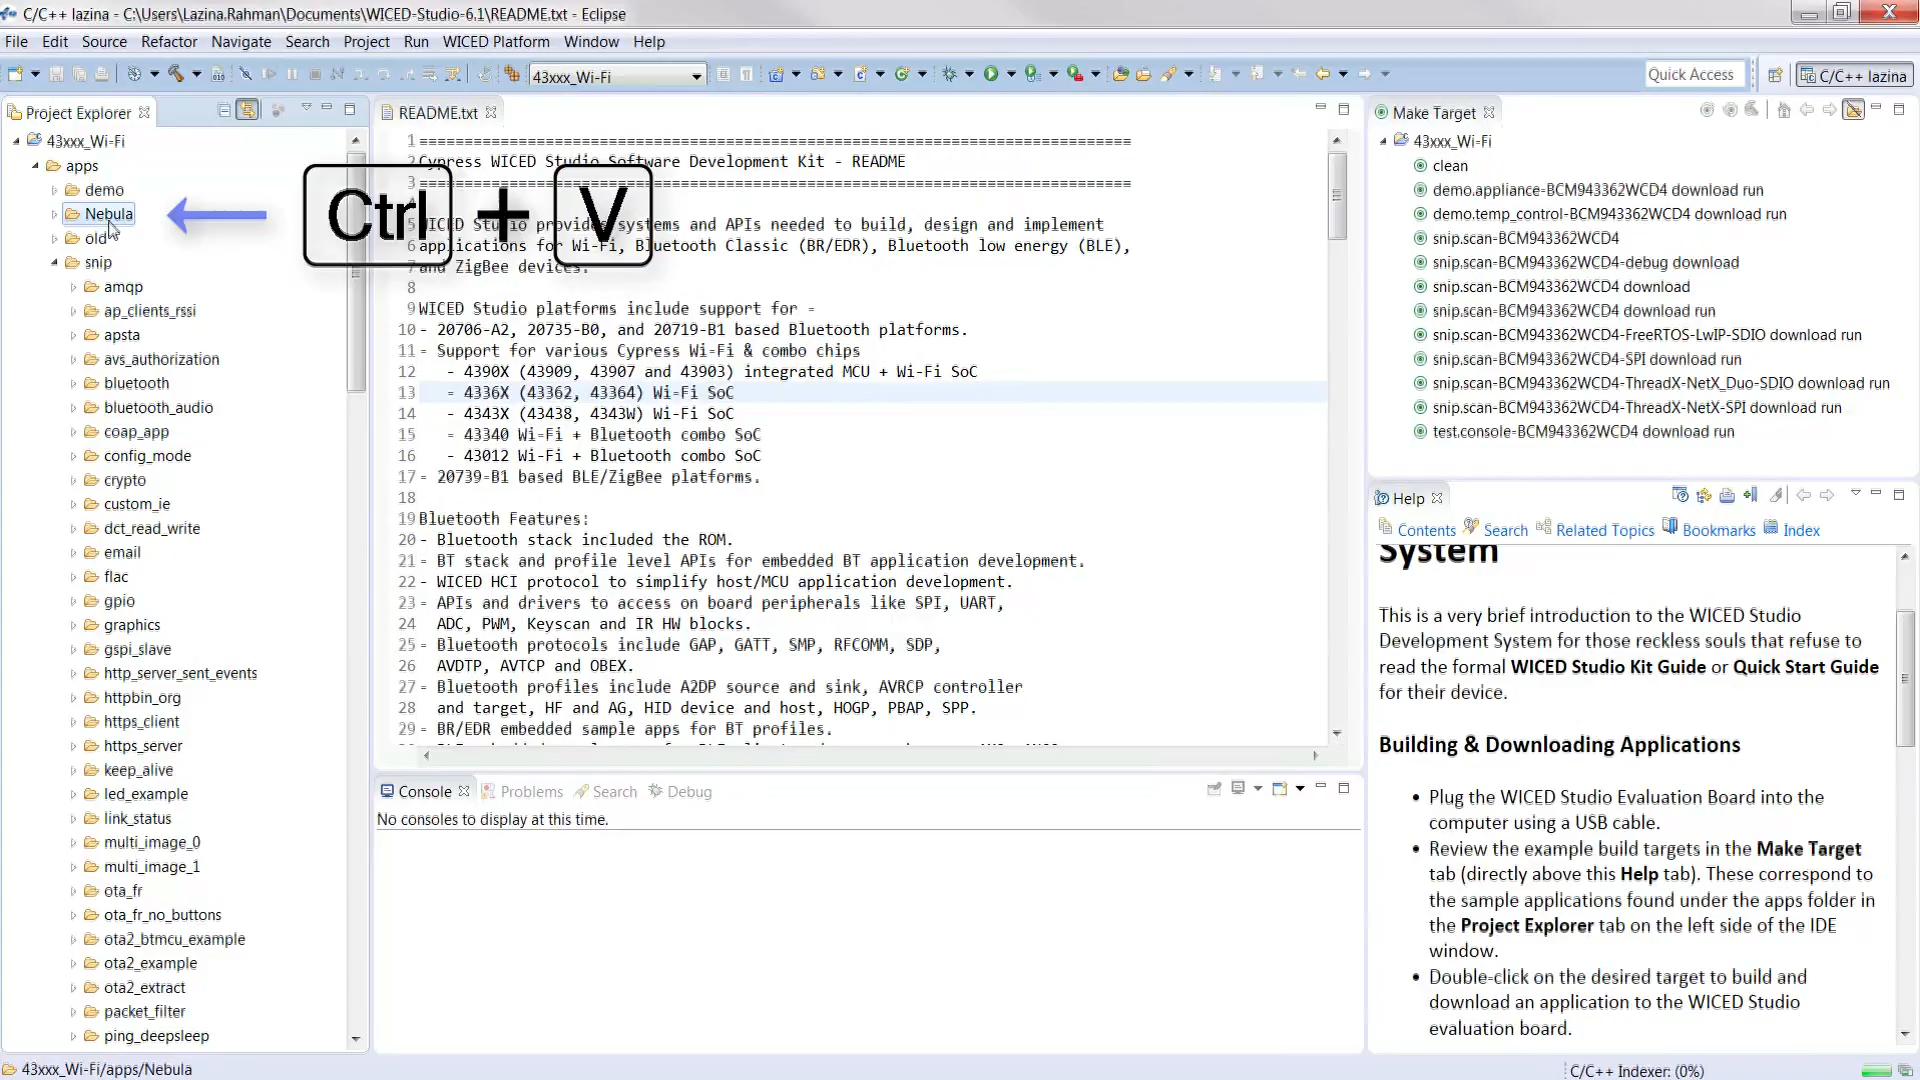 C/C++ lazina - C:\Users\Lazina.Rahman\Documents\WICED-Studio-6.1\README.txt - Eclipse
File Edit Search Source Refactor Navigate Search Project Run WICED Platform Window Help
43xxx_Wi-Fi
Quick Access
C/C++ lazina
Project Explorer
43xxx_Wi-Fi
apps
demo
Nebula
old
snip
amqp
ap_clients_rssi
apsta
avs_authorization
bluetooth
bluetooth_audio
coap_app
config_mode
crypto
custom_ie
dct_read_write
email
flac
gpio
graphics
gspi_slave
http_server_sent_events
httpbin_org
https_client
https_server
keep_alive
led_example
link_status
multi_image_0
multi_image_1
ota_fr
ota_fr_no_buttons
ota2_btmcu_example
ota2_example
ota2_extract
packet_filter
ping_deepsleep
Ctrl + V
README.txt
1 ===============================================================================
2 Cypress WICED Studio Software Development Kit - README
3 ===============================================================================
5 WICED Studio provides systems and APIs needed to build, design and implement
6 applications for Wi-Fi, Bluetooth Classic (BR/EDR), Bluetooth low energy (BLE),
and ZigBee devices.
8
9 WICED Studio platforms include support for -
10 - 20706-A2, 20735-B0, and 20719-B1 based Bluetooth platforms.
11 - Support for various Cypress Wi-Fi & combo chips
12 - 4390X (43909, 43907 and 43903) integrated MCU + Wi-Fi SoC
13 - 4336X (43362, 43364) Wi-Fi SoC
14 - 4343X (43438, 4343W) Wi-Fi SoC
15 - 43340 Wi-Fi + Bluetooth combo SoC
16 - 43012 Wi-Fi + Bluetooth combo SoC
17 - 20739-B1 based BLE/ZigBee platforms.
18
19 Bluetooth Features:
20 - Bluetooth stack included the ROM.
21 - BT stack and profile level APIs for embedded BT application development.
22 - WICED HCI protocol to simplify host/MCU application development.
23 - APIs and drivers to access on board peripherals like SPI, UART,
24 ADC, PWM, Keyscan and IR HW blocks.
25 - Bluetooth protocols include GAP, GATT, SMP, RFCOMM, SDP,
26 AVDTP, AVTCP and OBEX.
27 - Bluetooth profiles include A2DP source and sink, AVRCP controller
28 and target, HF and AG, HID device and host, HOGP, PBAP, SPP.
29 - BR/EDR embedded sample apps for BT profiles.
Console Problems Search Debug
No consoles to display at this time.
Make Target
43xxx_Wi-Fi
clean
demo.appliance-BCM943362WCD4 download run
demo.temp_control-BCM943362WCD4 download run
snip.scan-BCM943362WCD4
snip.scan-BCM943362WCD4-debug download
snip.scan-BCM943362WCD4 download
snip.scan-BCM943362WCD4 download run
snip.scan-BCM943362WCD4-FreeRTOS-LwIP-SDIO download run
snip.scan-BCM943362WCD4-SPI download run
snip.scan-BCM943362WCD4-ThreadX-NetX_Duo-SDIO download run
snip.scan-BCM943362WCD4-ThreadX-NetX-SPI download run
test.console-BCM943362WCD4 download run
Help
Contents Search Related Topics Bookmarks Index
System
This is a very brief introduction to the WICED Studio
Development System for those reckless souls that refuse to
read the formal WICED Studio Kit Guide or Quick Start Guide
for their device.
Building & Downloading Applications
• Plug the WICED Studio Evaluation Board into the
computer using a USB cable.
• Review the example build targets in the Make Target
tab (directly above this Help tab). These correspond to
the sample applications found under the apps folder in
the Project Explorer tab on the left side of the IDE
window.
• Double-click on the desired target to build and
download an application to the WICED Studio
evaluation board.
43xxx_Wi-Fi/apps/Nebula
C/C++ Indexer: (0%)